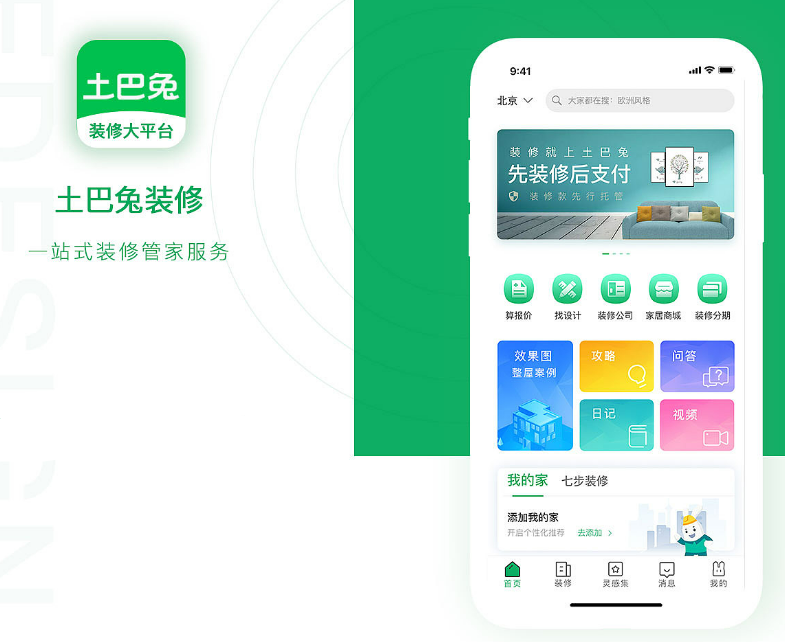 土巴兔
装修大平台
土巴兔装修
一站式装修管家服务
9:41
北京
大家都在搜：欧洲风格
装修就上土巴兔
先装修后支付
装修款先行托管
算报价
找设计
装修公司
家居商城
装修分期
效果图
整屋案例
攻略
问答
日记
视频
我的家
七步装修
添加我的家
开启个性化推荐
去添加
首页
装修
灵感集
消息
我的